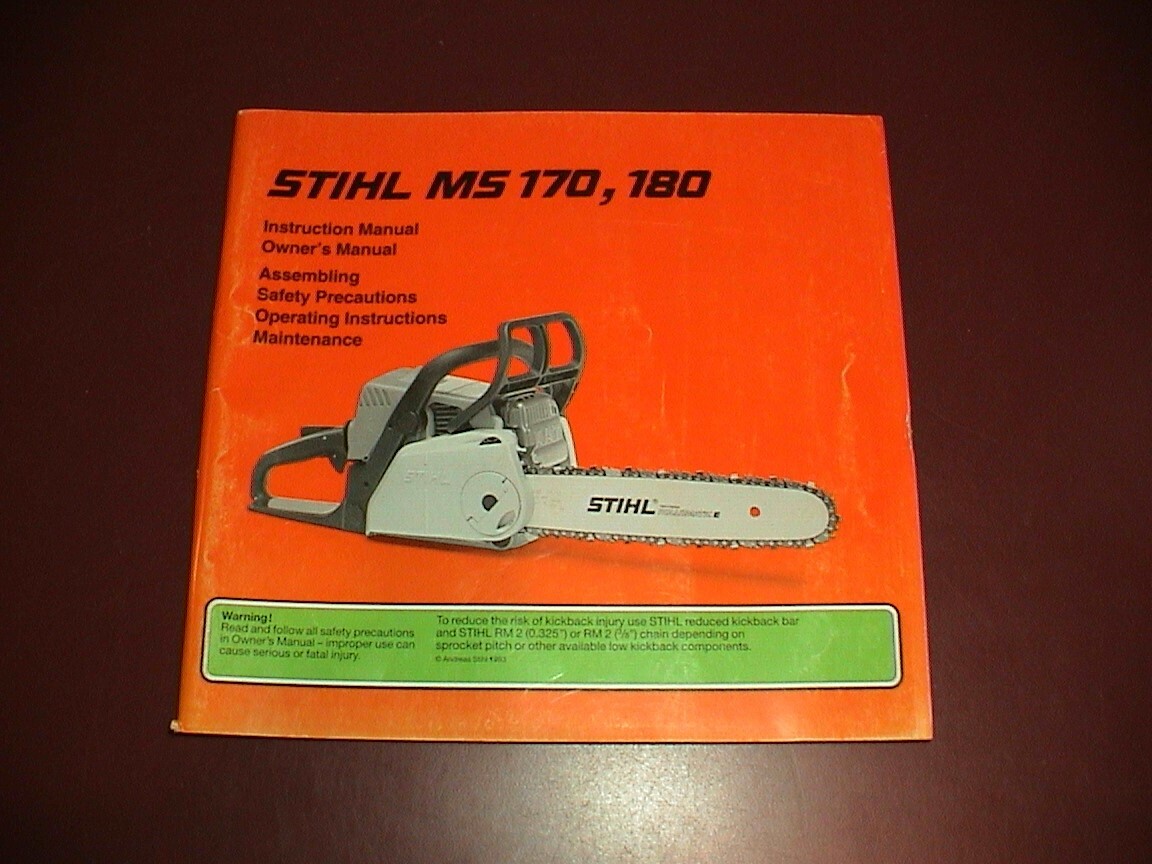 STIHL MS 170, 180
Instruction Manual
Owner's Manual
Assembling
Safety Precautions
Operating Instructions
Maintenance
STIHL
STIHL
Warning!
Read and follow all safety precautions
in Owner's Manual – improper use can
cause serious or fatal injury.
To reduce the risk of kickback injury use STIHL reduced kickback bar
and STIHL RM 2 (0.325") or RM 2 (3/8") chain depending on
sprocket pitch or other available low kickback components.
© Andreas Stihl